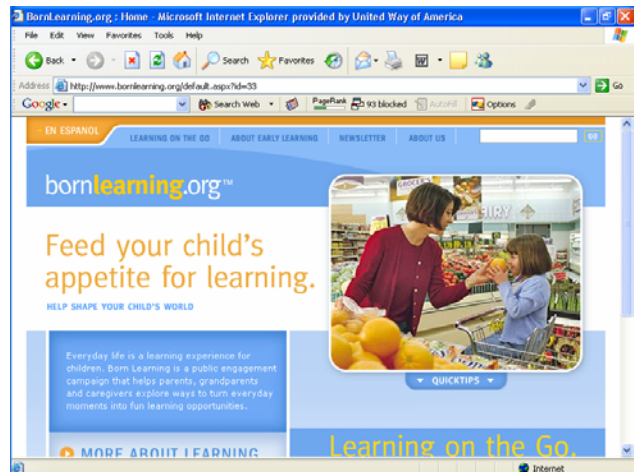 BornLearning.org : Home - Microsoft Internet Explorer provided by United Way of America
File Edit View Favorites Tools Help
Back Search Favorites
Address http://www.bornlearning.org/default.aspx?id=33 Go
Google Search Web PageRank 93 blocked AutoFill Options
EN ESPANOL LEARNING ON THE GO ABOUT EARLY LEARNING NEWSLETTER ABOUT US GO
bornlearning.org™
GROCERY
DAIRY
Feed your child's
appetite for learning.
HELP SHAPE YOUR CHILD'S WORLD
Everyday life is a learning experience for
children. Born Learning is a public engagement
campaign that helps parents, grandparents
and caregivers explore ways to turn everyday
moments into fun learning opportunities.
QUICKTIPS
MORE ABOUT LEARNING
Learning on the Go.
Internet